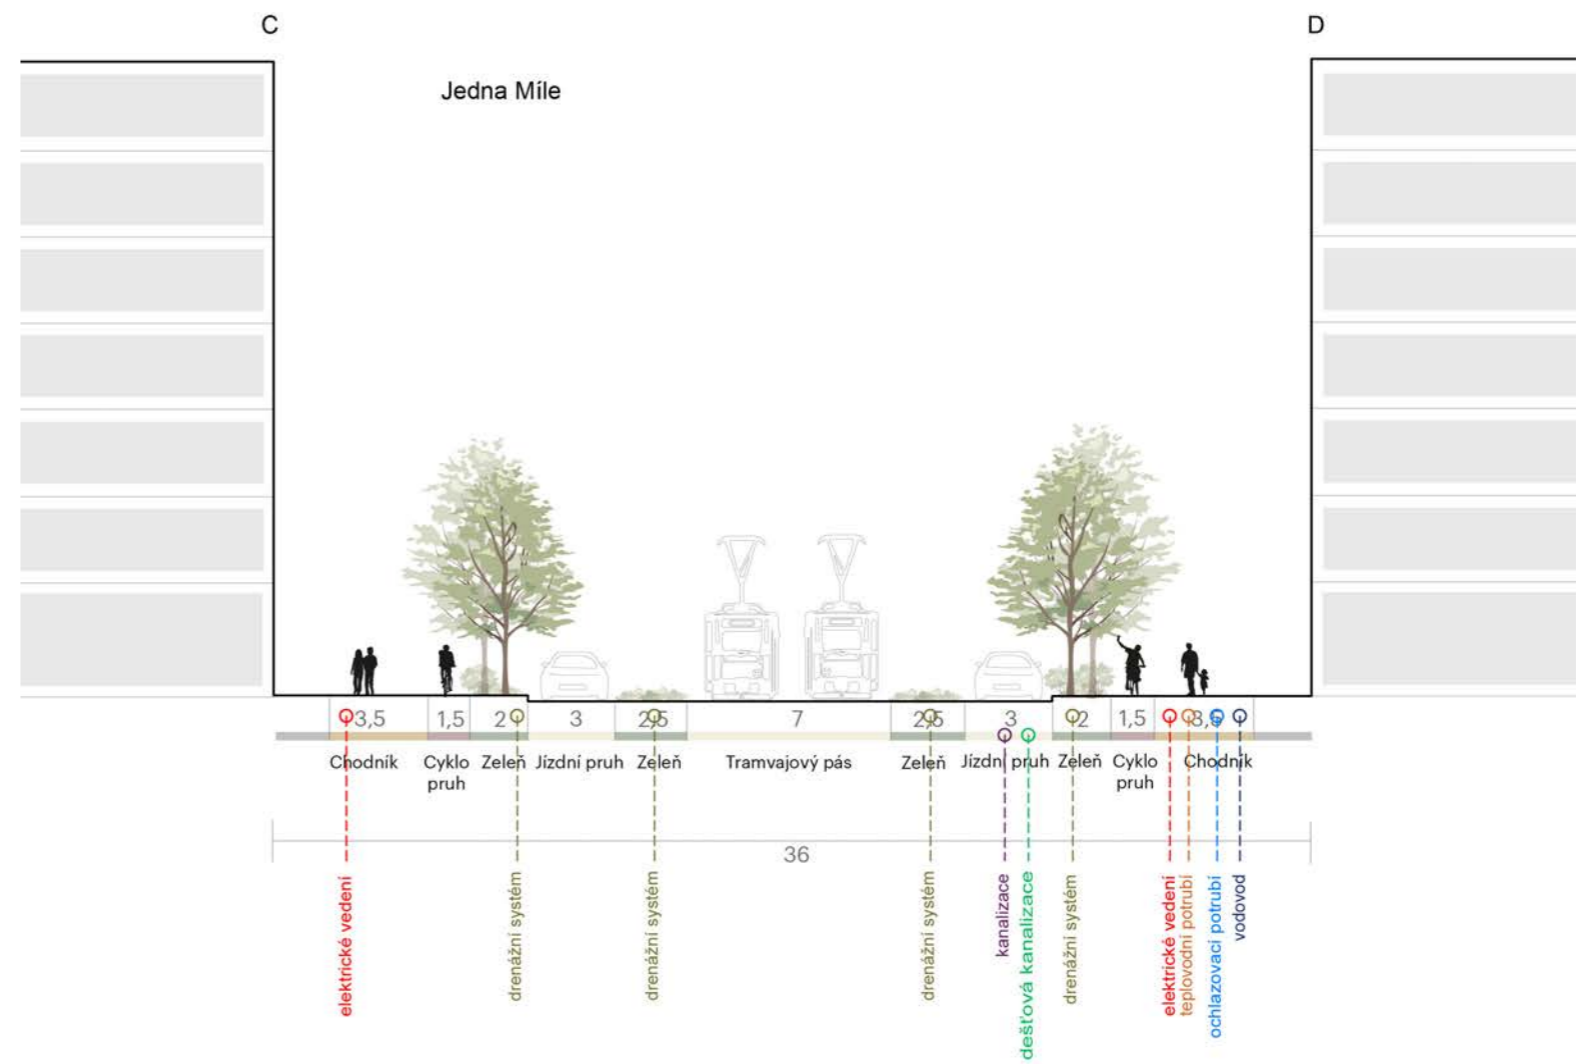 C
D
Jedna Míle
3,5
1,5
2
3
2,5
7
2,5
3
2
1,5
3,5
Chodník
Cyklo
pruh
Zeleň
Jízdní pruh
Zeleň
Tramvajový pás
Zeleň
Jízdní pruh
Zeleň
Cyklo
pruh
Chodník
36
elektrické vedení
drenážní systém
drenážní systém
drenážní systém
kanalizace
dešťová kanalizace
drenážní systém
elektrické vedení
teplovodní potrubí
ochlazovací potrubí
vodovod